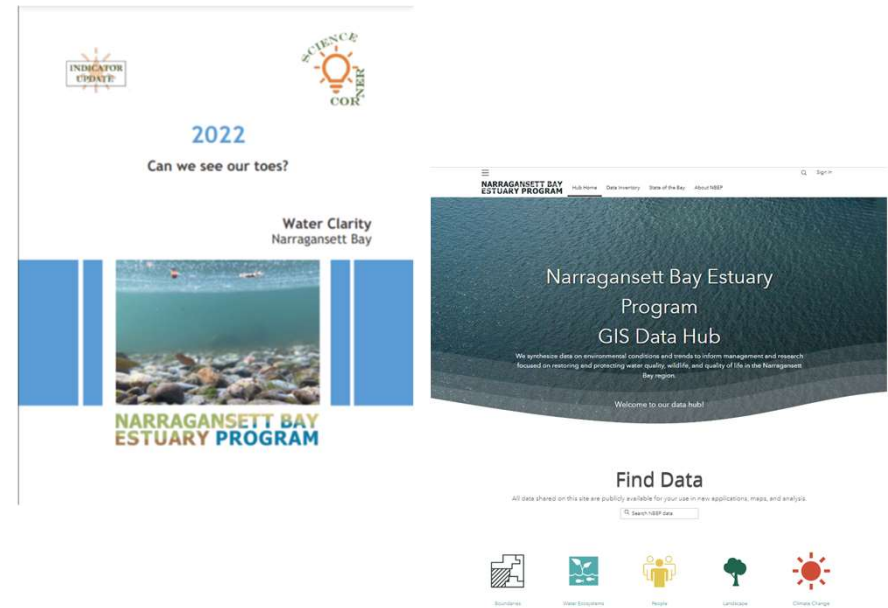 INDICATOR
UPDATE
SCIENCE
CORNER
2022
Can we see our toes?
Water Clarity
Narragansett Bay
NARRAGANSETT BAY
ESTUARY PROGRAM
Sign In
NARRAGANSETT BAY
ESTUARY PROGRAM
Hub Home Data Inventory State of the Bay About NBEP
Narragansett Bay Estuary
Program
GIS Data Hub
We synthesize data on environmental conditions and trends to inform management and research
focused on restoring and protecting water quality, wildlife, and quality of life in the Narragansett
Bay region.
Welcome to our data hub!
Find Data
All data shared on this site are publicly available for your use in new applications, maps, and analysis.
Search NBEP data
Boundaries Water Ecosystems People Landscape Climate Change